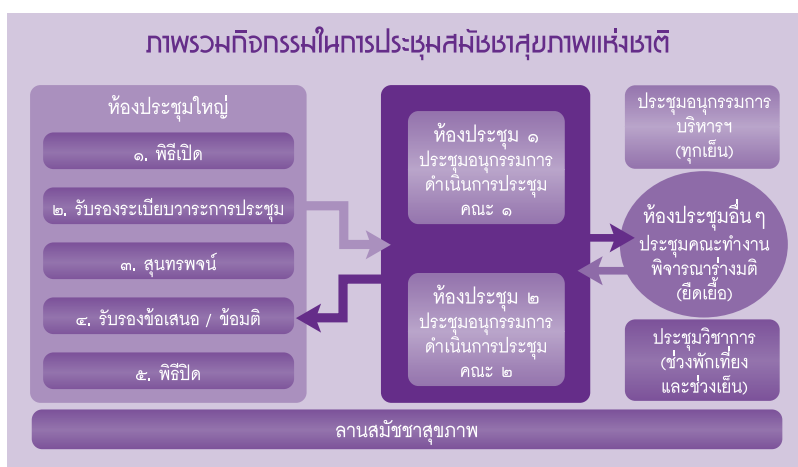 ภาพรวมกิจกรรมในการประชุมสมัชชาสุขภาพแห่งชาติ
ห้องประชุมใหญ่
๑. พิธีเปิด
๒. รับรองระเบียบวาระการประชุม
๓. สุนทรพจน์
๔. รับรองข้อเสนอ / ข้อมติ
๕. พิธีปิด
ห้องประชุม ๑
ประชุมอนุกรรมการ
ดำเนินการประชุม
คณะ ๑
ห้องประชุม ๒
ประชุมอนุกรรมการ
ดำเนินการประชุม
คณะ ๒
ประชุมอนุกรรมการ
บริหารฯ
(ทุกเย็น)
ห้องประชุมอื่น ๆ
ประชุมคณะทำงาน
พิจารณาร่างมติ
(ยืดเยื้อ)
ประชุมวิชาการ
(ช่วงพักเที่ยง
และช่วงเย็น)
ลานสมัชชาสุขภาพ